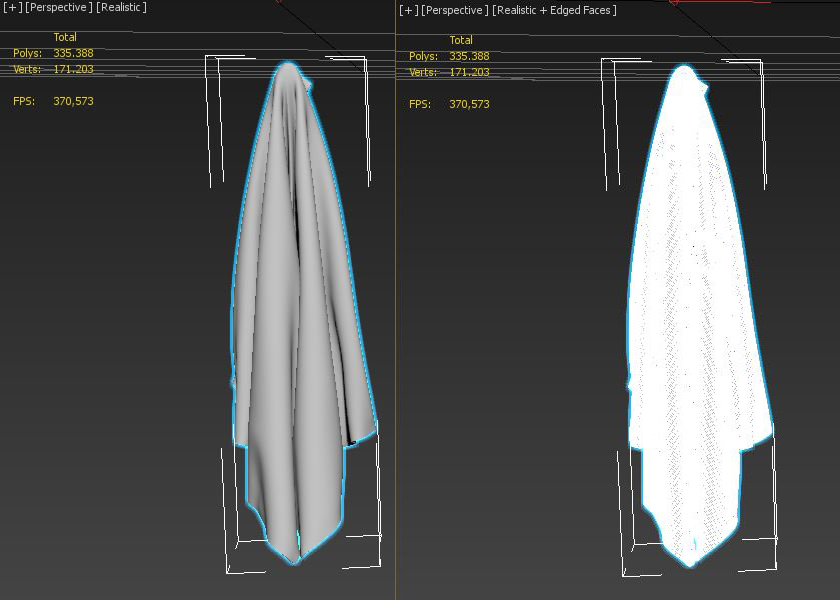 [+] [Perspective] [Realistic ]
Total
Polys: 335.388
Verts: 171.203
FPS: 370,573
[+] [Perspective] [Realistic + Edged Faces ]
Total
Polys: 335.388
Verts: 171.203
FPS: 370,573